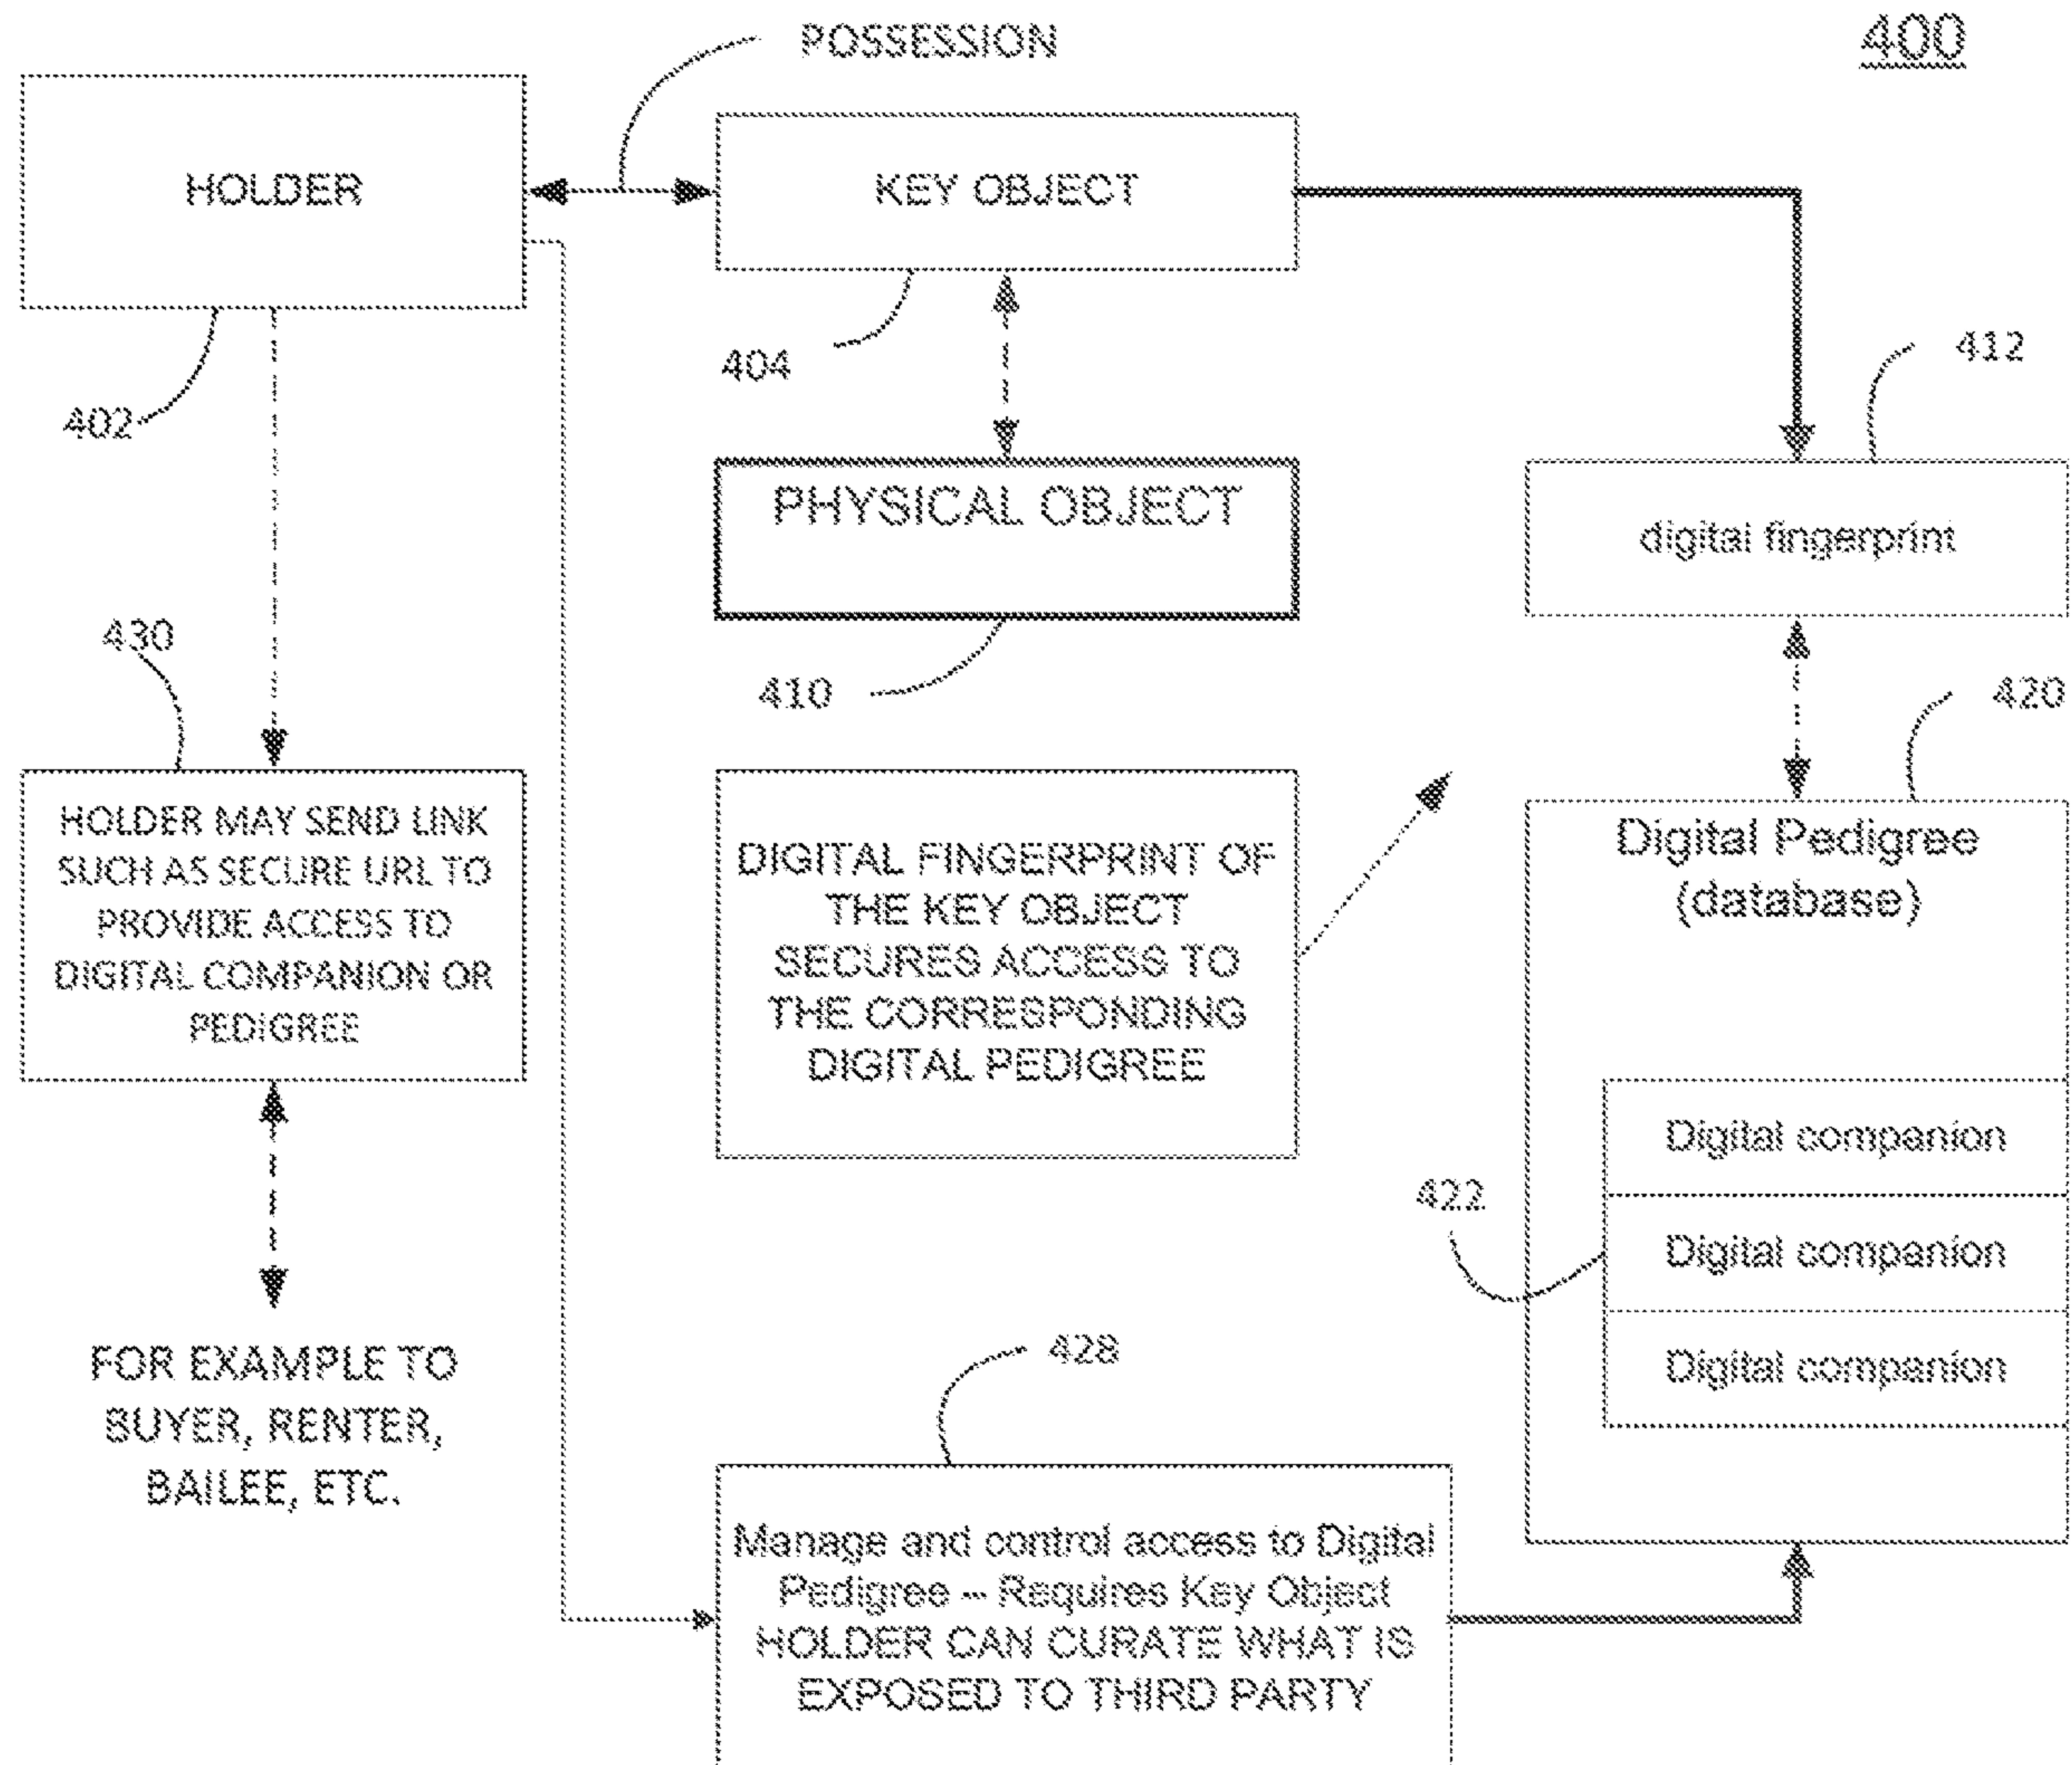 400
POSSESSION
HOLDER
KEY OBJECT
404
402
412
PHYSICAL OBJECT
digital fingerprint
410
430
420
HOLDER MAY SEND LINK
SUCH AS SECURE URL TO
PROVIDE ACCESS TO
DIGITAL COMPANION OR
PEDIGREE
DIGITAL FINGERPRINT OF
THE KEY OBJECT
SECURES ACCESS TO
THE CORRESPONDING
DIGITAL PEDIGREE
Digital Pedigree
(database)
Digital companion
422
Digital companion
Digital companion
FOR EXAMPLE TO
BUYER, RENTER,
BAILEE, ETC.
428
Manage and control access to Digital
Pedigree – Requires Key Object
HOLDER CAN CURATE WHAT IS
EXPOSED TO THIRD PARTY